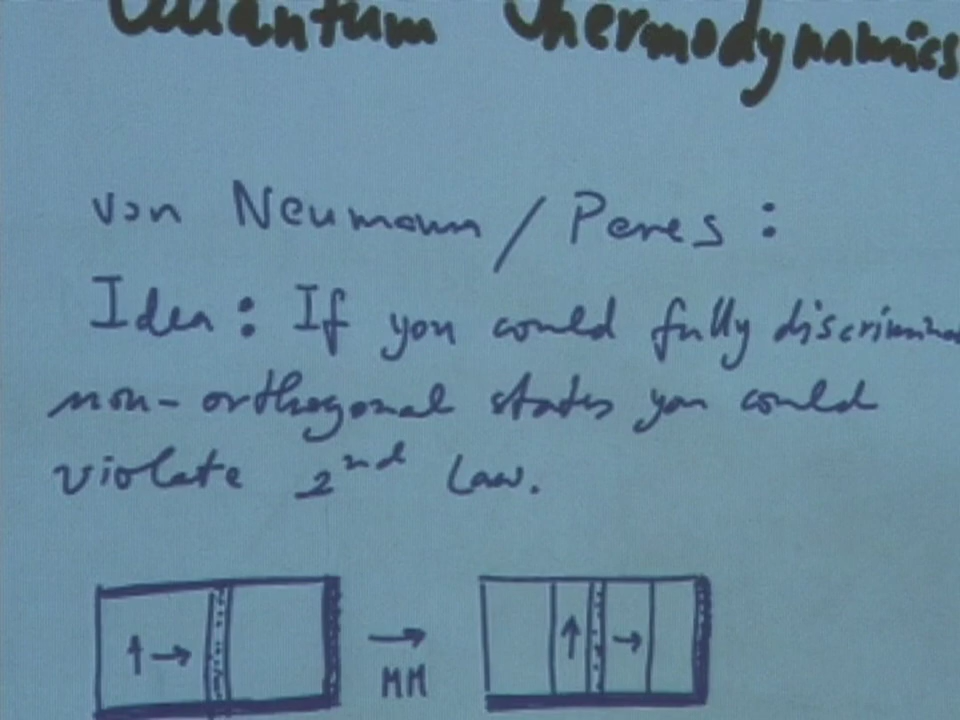 Quantum Thermodynamics
von Neumann / Peres :
Idea : If you could fully
non-orthogonal states you could
violate 2nd Law.
↑ → → ↑ →
MM